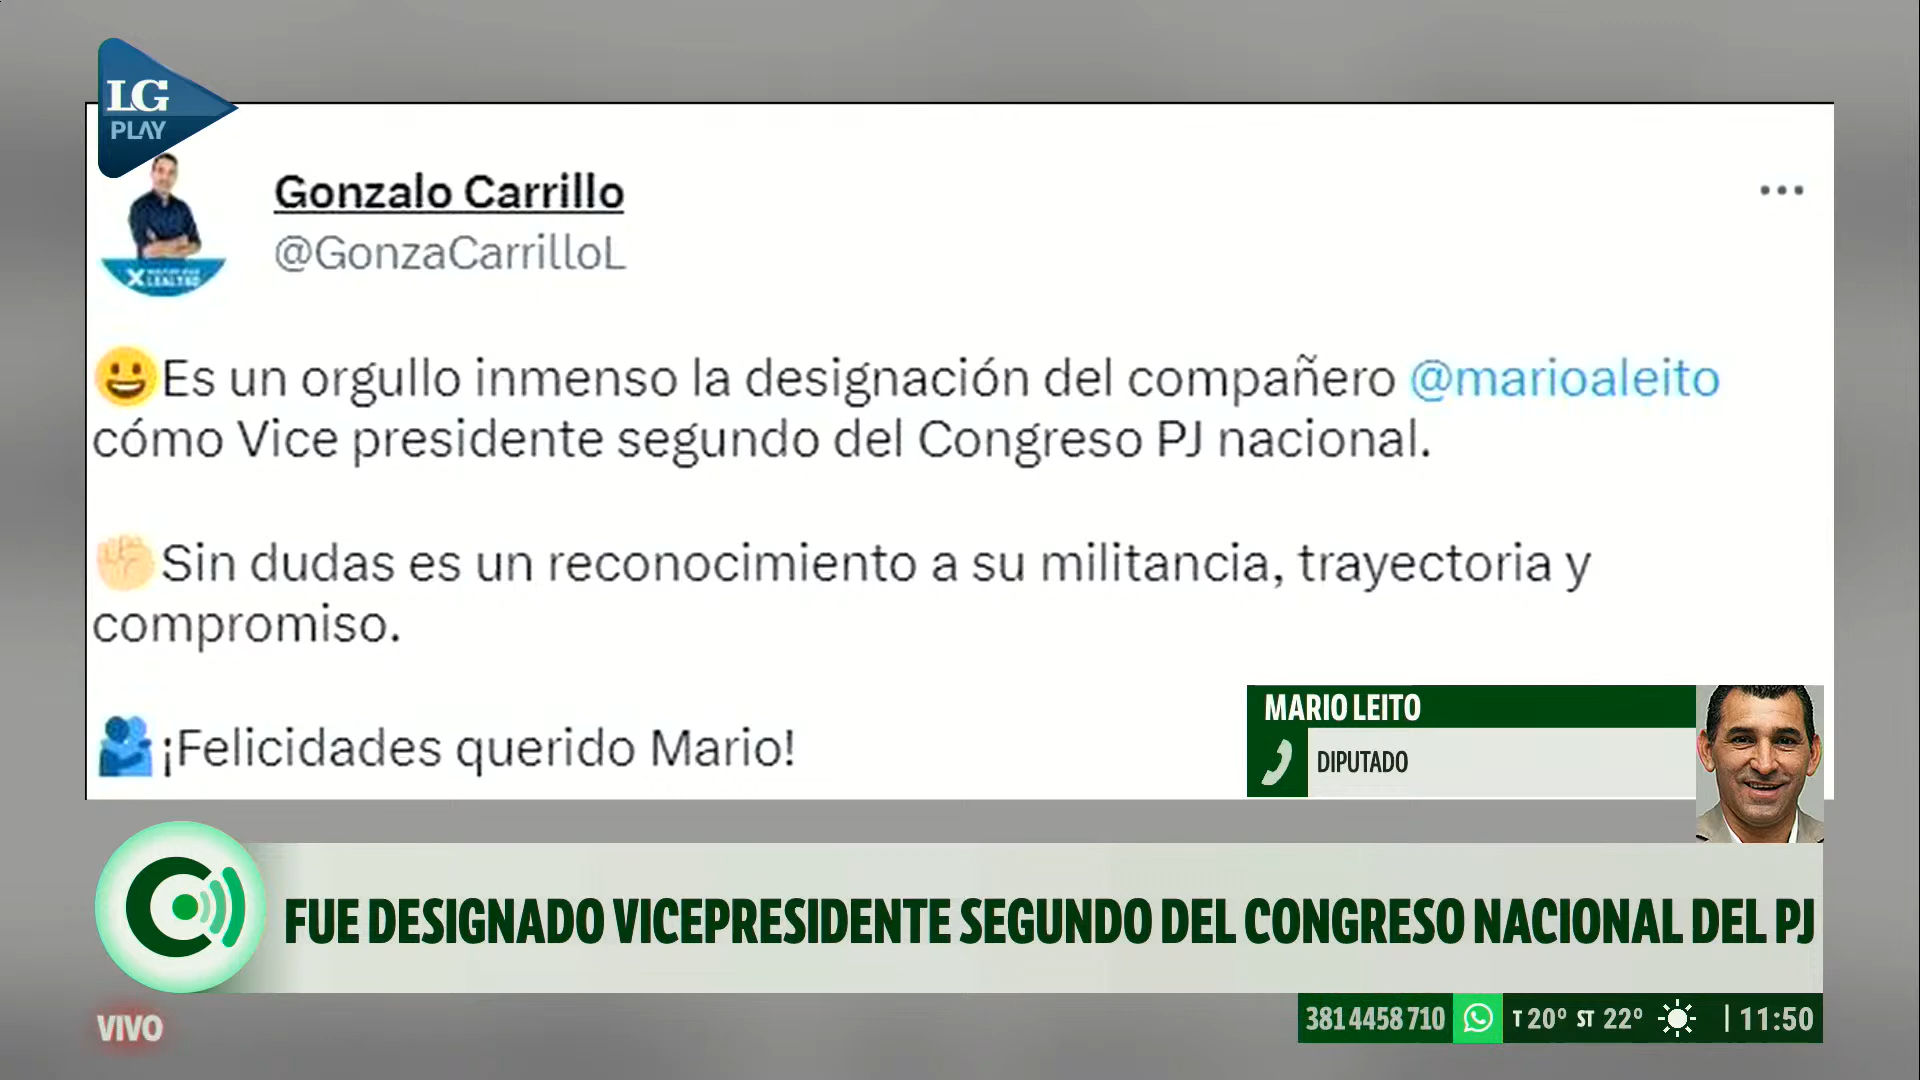 LG
PLAY
Gonzalo Carrillo
@GonzaCarrilloL
Es un orgullo inmenso la designación del compañero @marioaleito
cómo Vice presidente segundo del Congreso PJ nacional.
Sin dudas es un reconocimiento a su militancia, trayectoria y
compromiso.
¡Felicidades querido Mario!
MARIO LEITO
DIPUTADO
FUE DESIGNADO VICEPRESIDENTE SEGUNDO DEL CONGRESO NACIONAL DEL PJ
VIVO
381 4458 710 T 20º ST 22º | 11:50